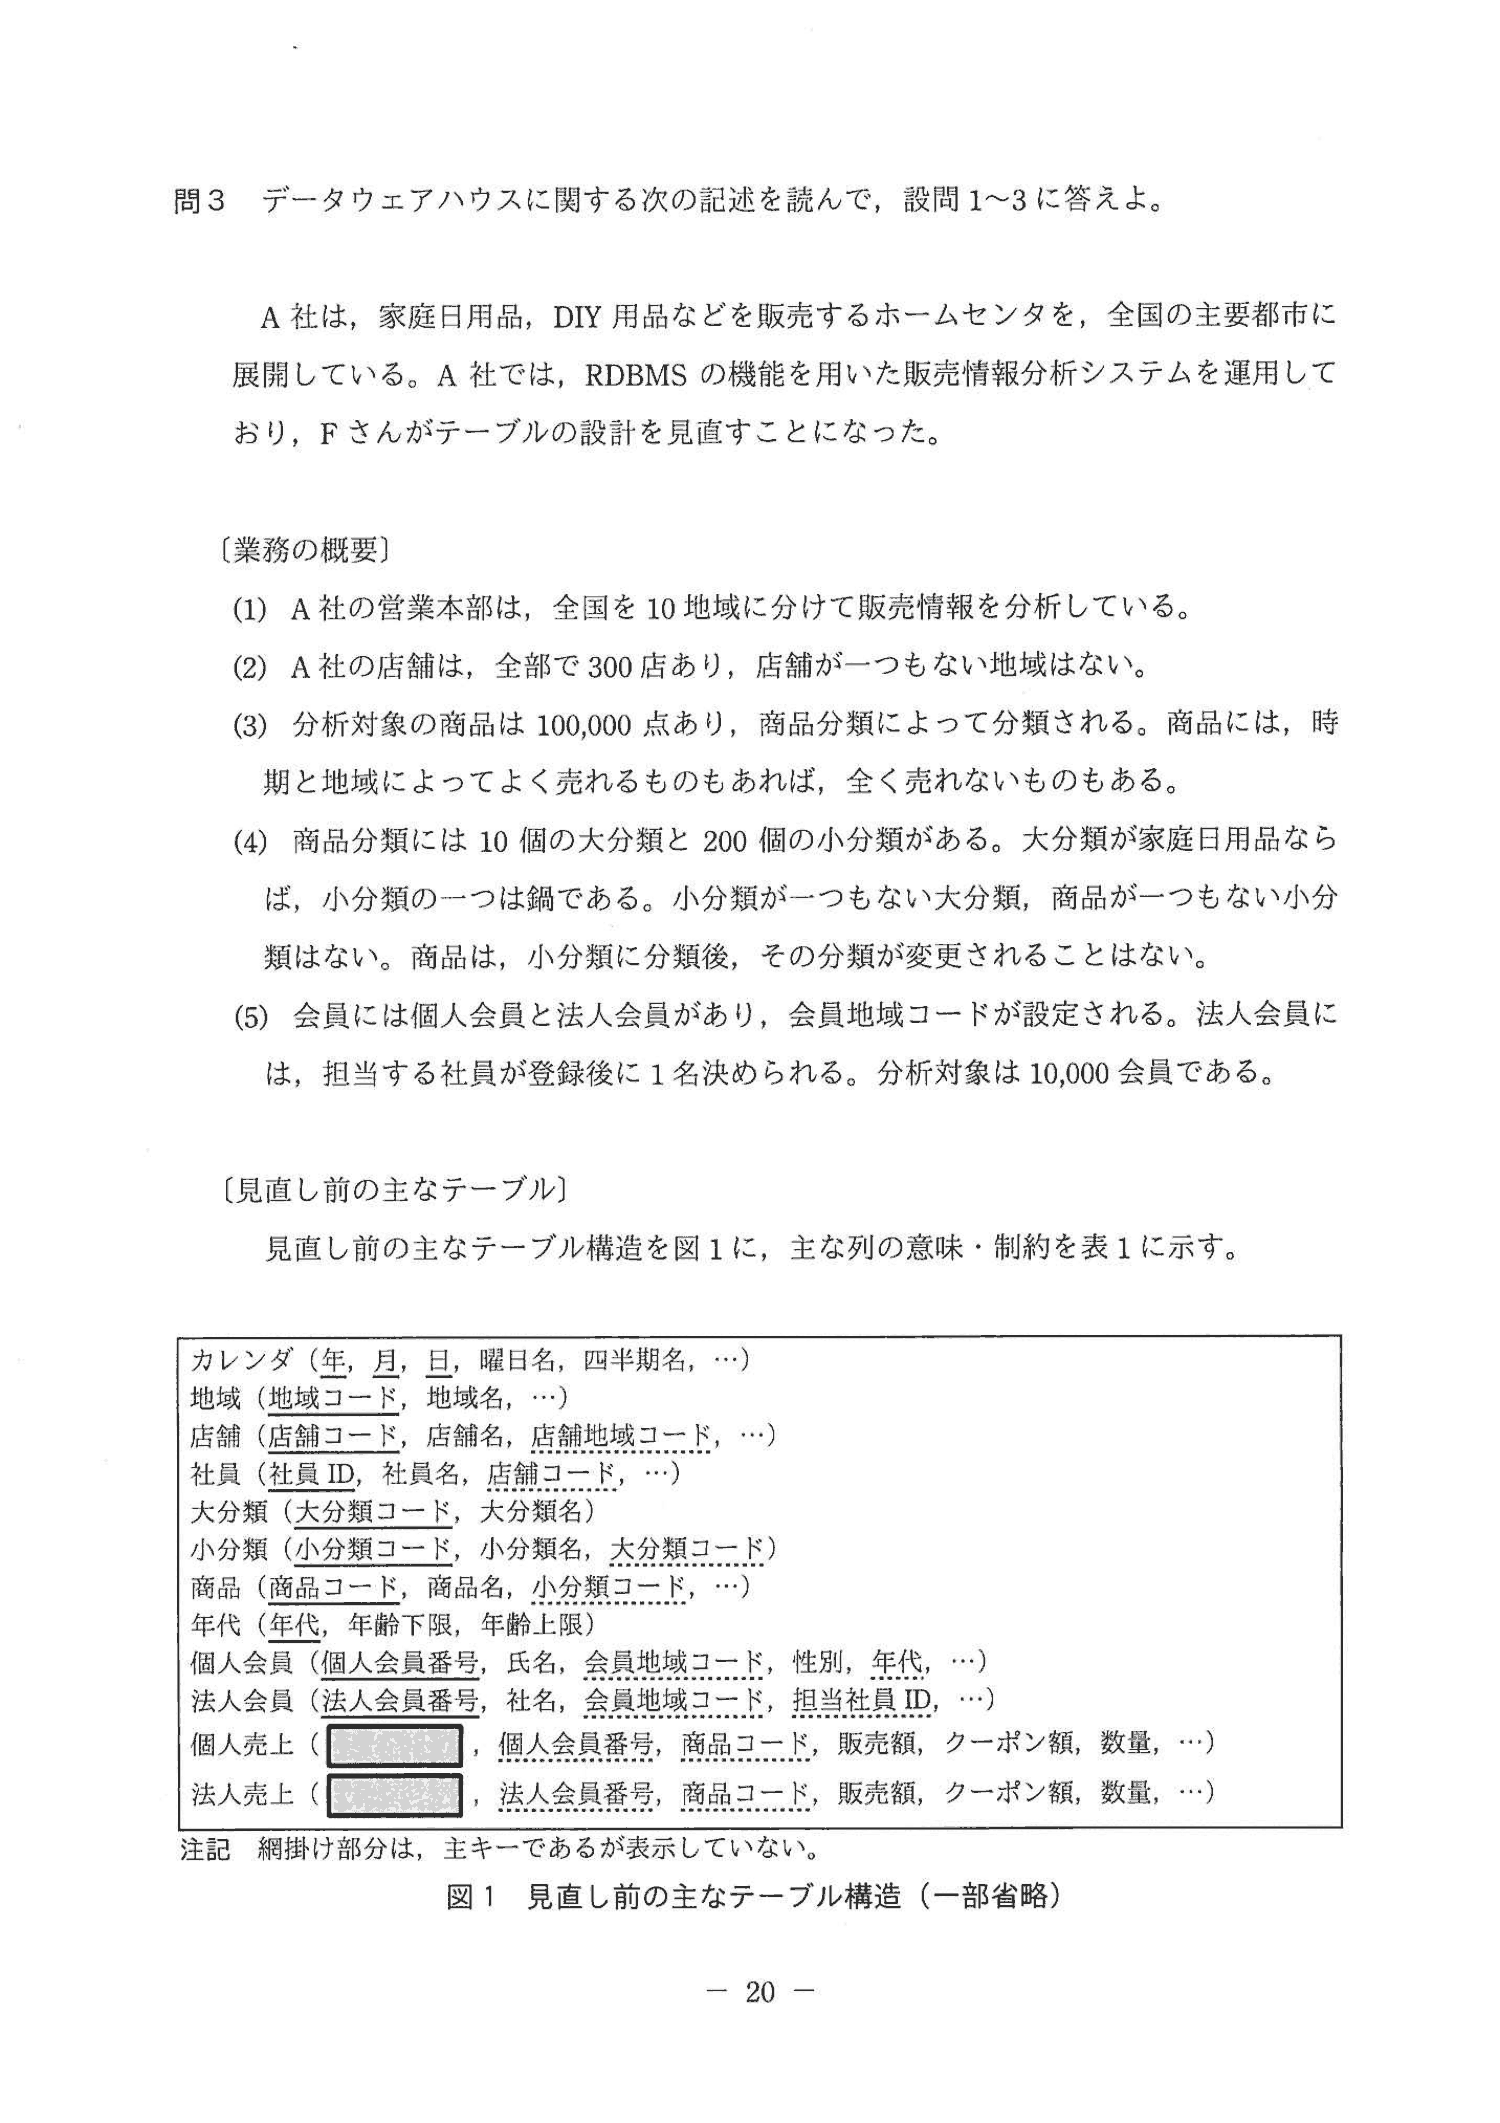 問3 データウェアハウスに関する次の記述を読んで，設問1～3に答えよ。
A社は，家庭日用品，DIY用品などを販売するホームセンタを，全国の主要都市に
展開している。A社では，RDBMSの機能を用いた販売情報分析システムを運用して
おり，Fさんがテーブルの設計を見直すことになった。
〔業務の概要〕
(1) A社の営業本部は，全国を10地域に分けて販売情報を分析している。
(2) A社の店舗は，全部で300店あり，店舗が一つもない地域はない。
(3) 分析対象の商品は100,000点あり，商品分類によって分類される。商品には，時
期と地域によってよく売れるものもあれば，全く売れないものもある。
(4) 商品分類には10個の大分類と200個の小分類がある。大分類が家庭日用品なら
ば，小分類の一つは鍋である。小分類が一つもない大分類，商品が一つもない小分
類はない。商品は，小分類に分類後，その分類が変更されることはない。
(5) 会員には個人会員と法人会員があり，会員地域コードが設定される。法人会員に
は，担当する社員が登録後に1名決められる。分析対象は10,000会員である。
〔見直し前の主なテーブル〕
見直し前の主なテーブル構造を図1に，主な列の意味・制約を表1に示す。
カレンダ（年，月，日，曜日名，四半期名，…）
地域（地域コード，地域名，…）
店舗（店舗コード，店舗名，店舗地域コード，…）
社員（社員ID，社員名，店舗コード，…）
大分類（大分類コード，大分類名）
小分類（小分類コード，小分類名，大分類コード）
商品（商品コード，商品名，小分類コード，…）
年代（年代，年齢下限，年齢上限）
個人会員（個人会員番号，氏名，会員地域コード，性別，年代，…）
法人会員（法人会員番号，社名，会員地域コード，担当社員ID，…）
個人売上（　，個人会員番号，商品コード，販売額，クーポン額，数量，…）
法人売上（　，法人会員番号，商品コード，販売額，クーポン額，数量，…）
注記 網掛け部分は，主キーであるが表示していない。
図1 見直し前の主なテーブル構造（一部省略）
－ 20 －